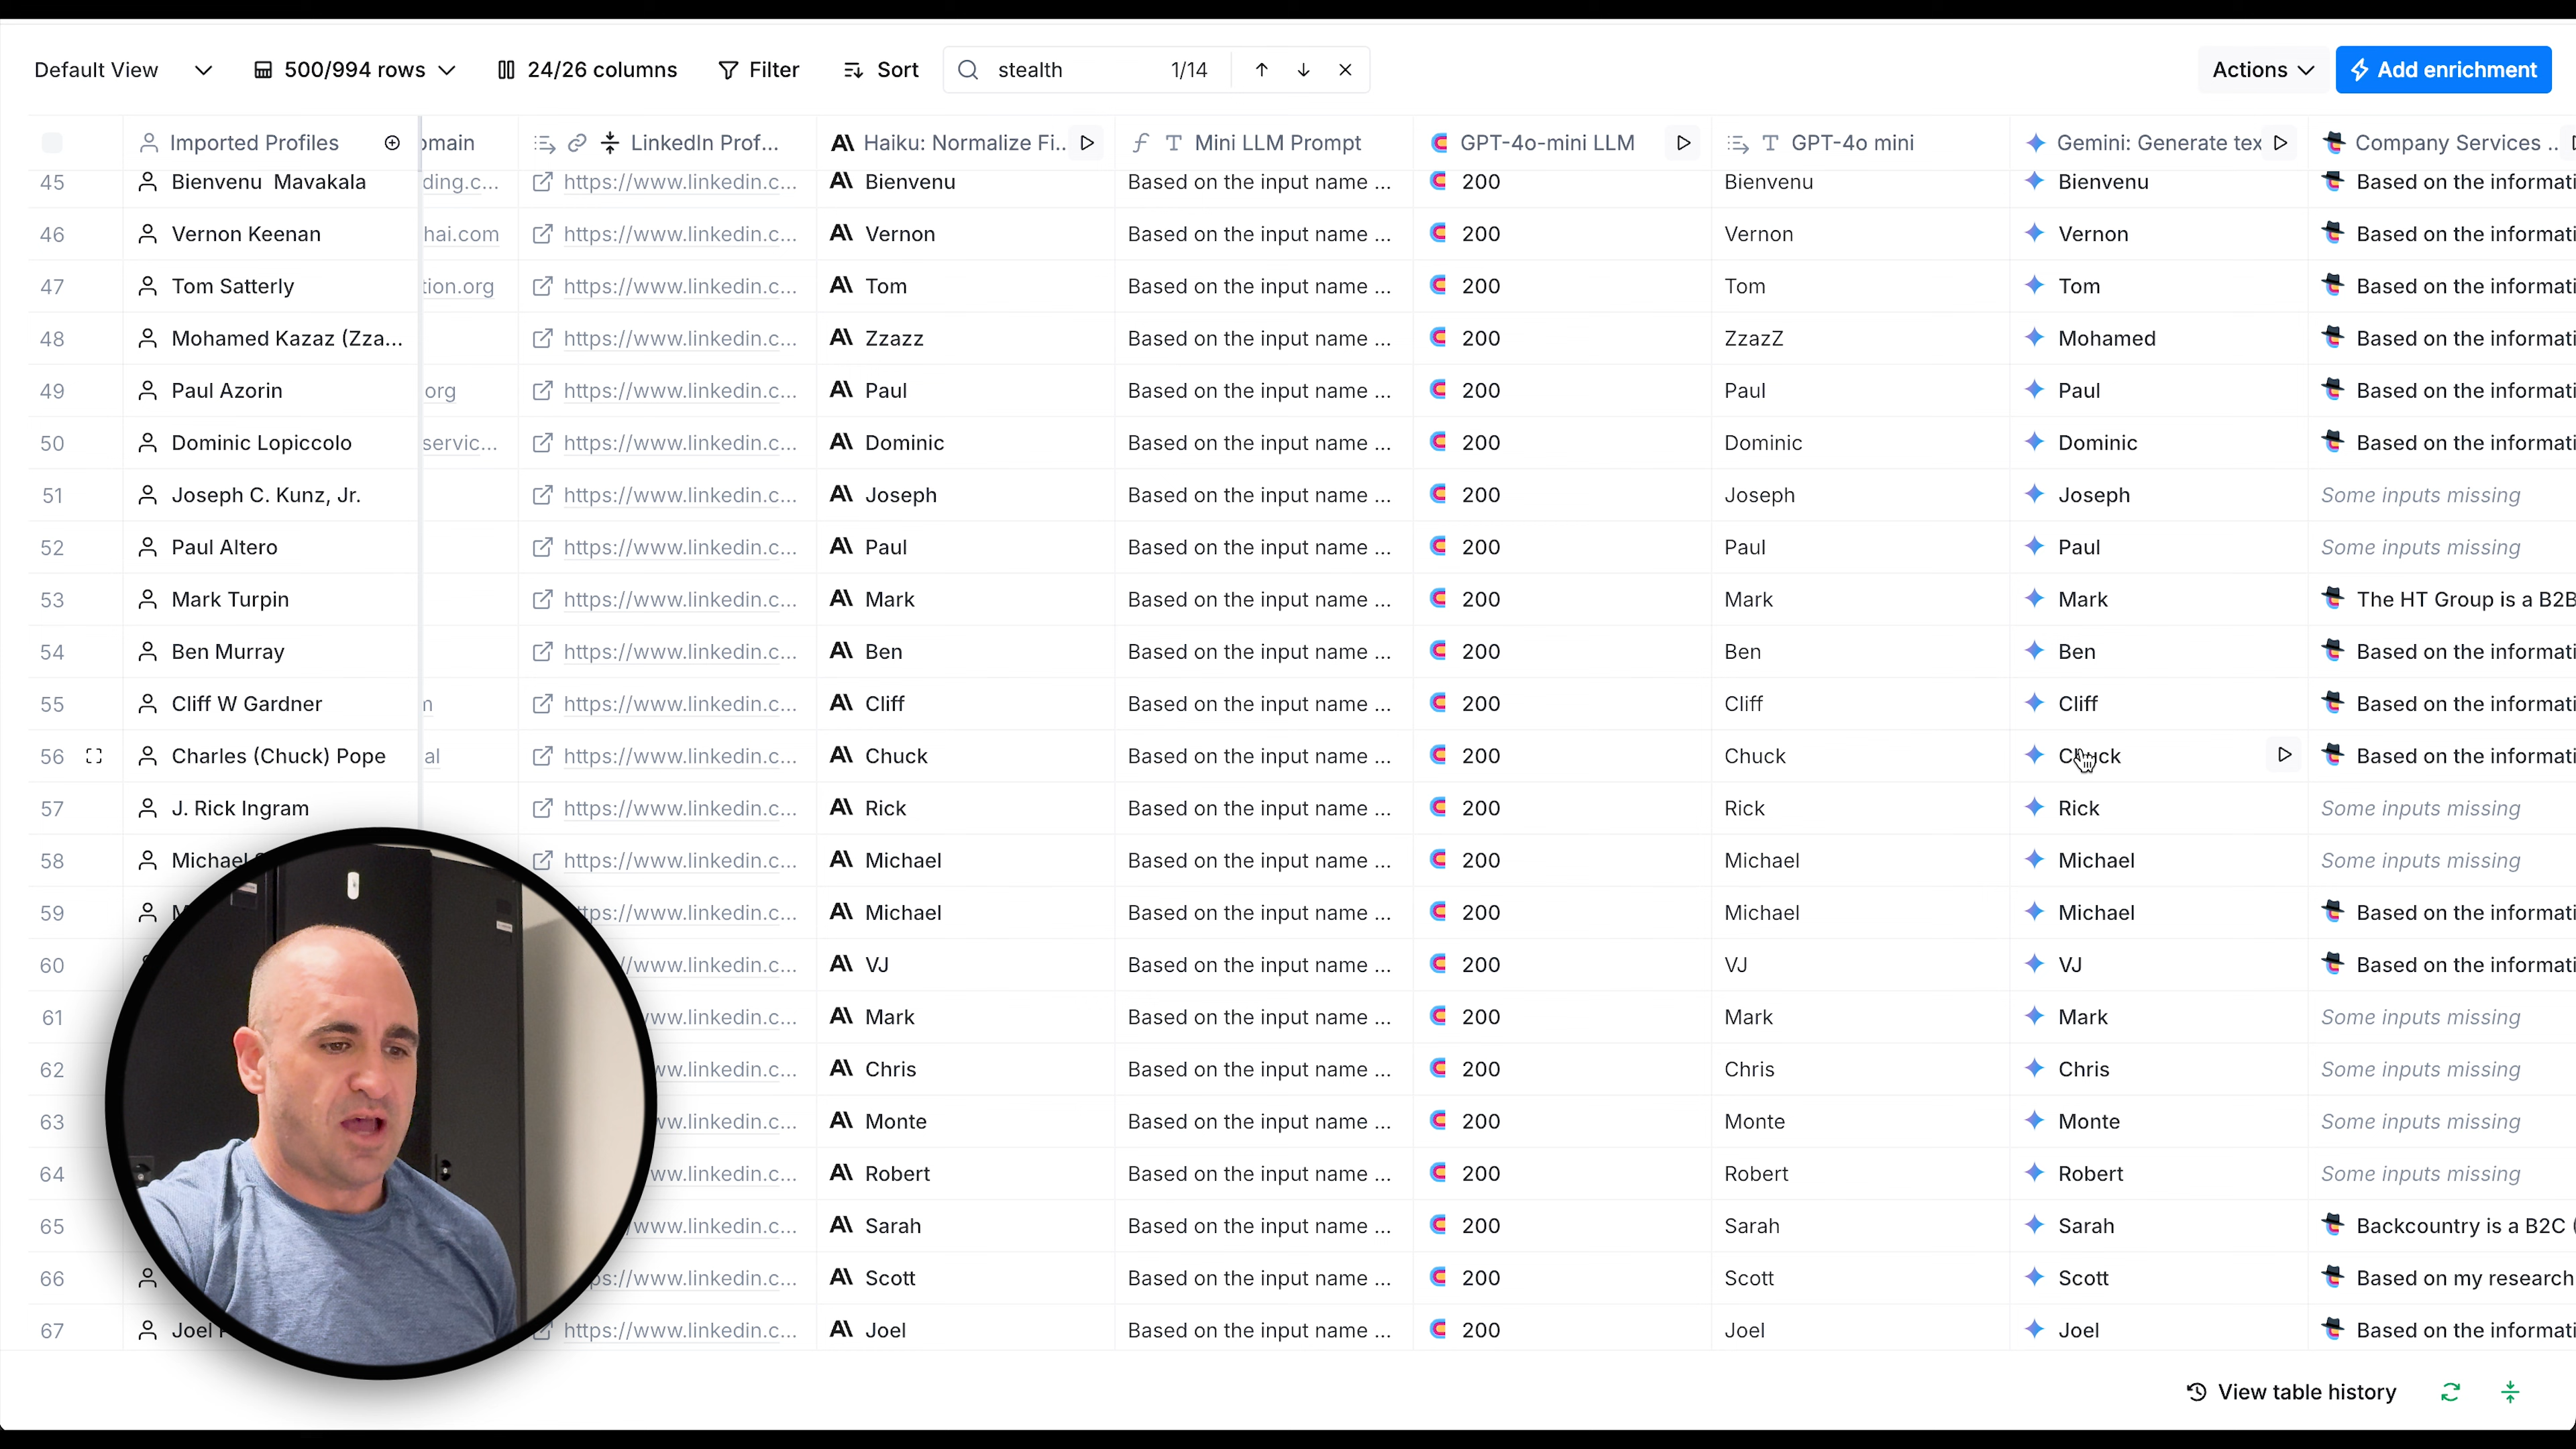 Default View 500/994 rows 24/26 columns Filter Sort stealth 1/14 Actions Add enrichment
Imported Profiles omain LinkedIn Prof... Haiku: Normalize Fi.. Mini LLM Prompt GPT-4o-mini LLM GPT-4o mini Gemini: Generate tex Company Services ..
45 Bienvenu Mavakala ding.c... https://www.linkedin.c... Bienvenu Based on the input name ... 200 Bienvenu Bienvenu Based on the informati
46 Vernon Keenan hai.com https://www.linkedin.c... Vernon Based on the input name ... 200 Vernon Vernon Based on the informati
47 Tom Satterly tion.org https://www.linkedin.c... Tom Based on the input name ... 200 Tom Tom Based on the informati
48 Mohamed Kazaz (Zza... https://www.linkedin.c... Zzazz Based on the input name ... 200 ZzazZ Mohamed Based on the informati
49 Paul Azorin org https://www.linkedin.c... Paul Based on the input name ... 200 Paul Paul Based on the informati
50 Dominic Lopiccolo servic... https://www.linkedin.c... Dominic Based on the input name ... 200 Dominic Dominic Based on the informati
51 Joseph C. Kunz, Jr. https://www.linkedin.c... Joseph Based on the input name ... 200 Joseph Joseph Some inputs missing
52 Paul Altero https://www.linkedin.c... Paul Based on the input name ... 200 Paul Paul Some inputs missing
53 Mark Turpin https://www.linkedin.c... Mark Based on the input name ... 200 Mark Mark The HT Group is a B2B
54 Ben Murray https://www.linkedin.c... Ben Based on the input name ... 200 Ben Ben Based on the informati
55 Cliff W Gardner https://www.linkedin.c... Cliff Based on the input name ... 200 Cliff Cliff Based on the informati
56 Charles (Chuck) Pope al https://www.linkedin.c... Chuck Based on the input name ... 200 Chuck Chuck Based on the informati
57 J. Rick Ingram https://www.linkedin.c... Rick Based on the input name ... 200 Rick Rick Some inputs missing
58 Michael https://www.linkedin.c... Michael Based on the input name ... 200 Michael Michael Some inputs missing
59 tps://www.linkedin.c... Michael Based on the input name ... 200 Michael Michael Based on the informati
60 /www.linkedin.c... VJ Based on the input name ... 200 VJ VJ Based on the informati
61 ww.linkedin.c... Mark Based on the input name ... 200 Mark Mark Some inputs missing
62 ww.linkedin.c... Chris Based on the input name ... 200 Chris Chris Some inputs missing
63 ww.linkedin.c... Monte Based on the input name ... 200 Monte Monte Some inputs missing
64 ww.linkedin.c... Robert Based on the input name ... 200 Robert Robert Some inputs missing
65 /www.linkedin.c... Sarah Based on the input name ... 200 Sarah Sarah Backcountry is a B2C
66 ps://www.linkedin.c... Scott Based on the input name ... 200 Scott Scott Based on my research
67 Joel https://www.linkedin.c... Joel Based on the input name ... 200 Joel Joel Based on the informati
View table history